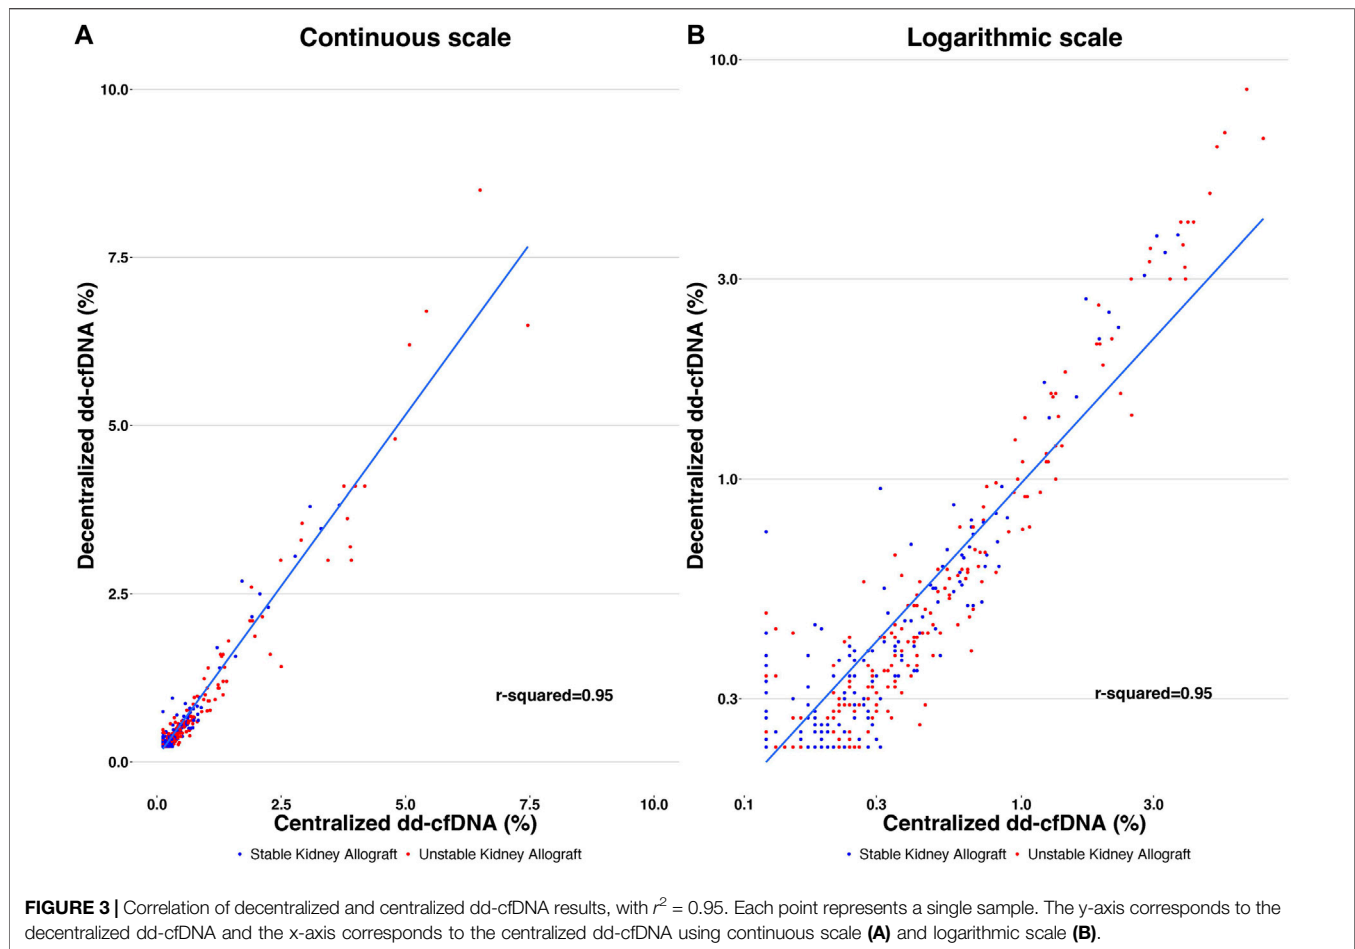 A
Continuous scale
10.0
7.5
5.0
2.5
0.0
Decentralized dd-cfDNA (%)
r-squared=0.95
0.0 2.5 5.0 7.5 10.0
Centralized dd-cfDNA (%)
Stable Kidney Allograft Unstable Kidney Allograft
B
Logarithmic scale
10.0
3.0
1.0
0.3
Decentralized dd-cfDNA (%)
r-squared=0.95
0.1 0.3 1.0 3.0
Centralized dd-cfDNA (%)
Stable Kidney Allograft Unstable Kidney Allograft
FIGURE 3 | Correlation of decentralized and centralized dd-cfDNA results, with r² = 0.95. Each point represents a single sample. The y-axis corresponds to the
decentralized dd-cfDNA and the x-axis corresponds to the centralized dd-cfDNA using continuous scale (A) and logarithmic scale (B).